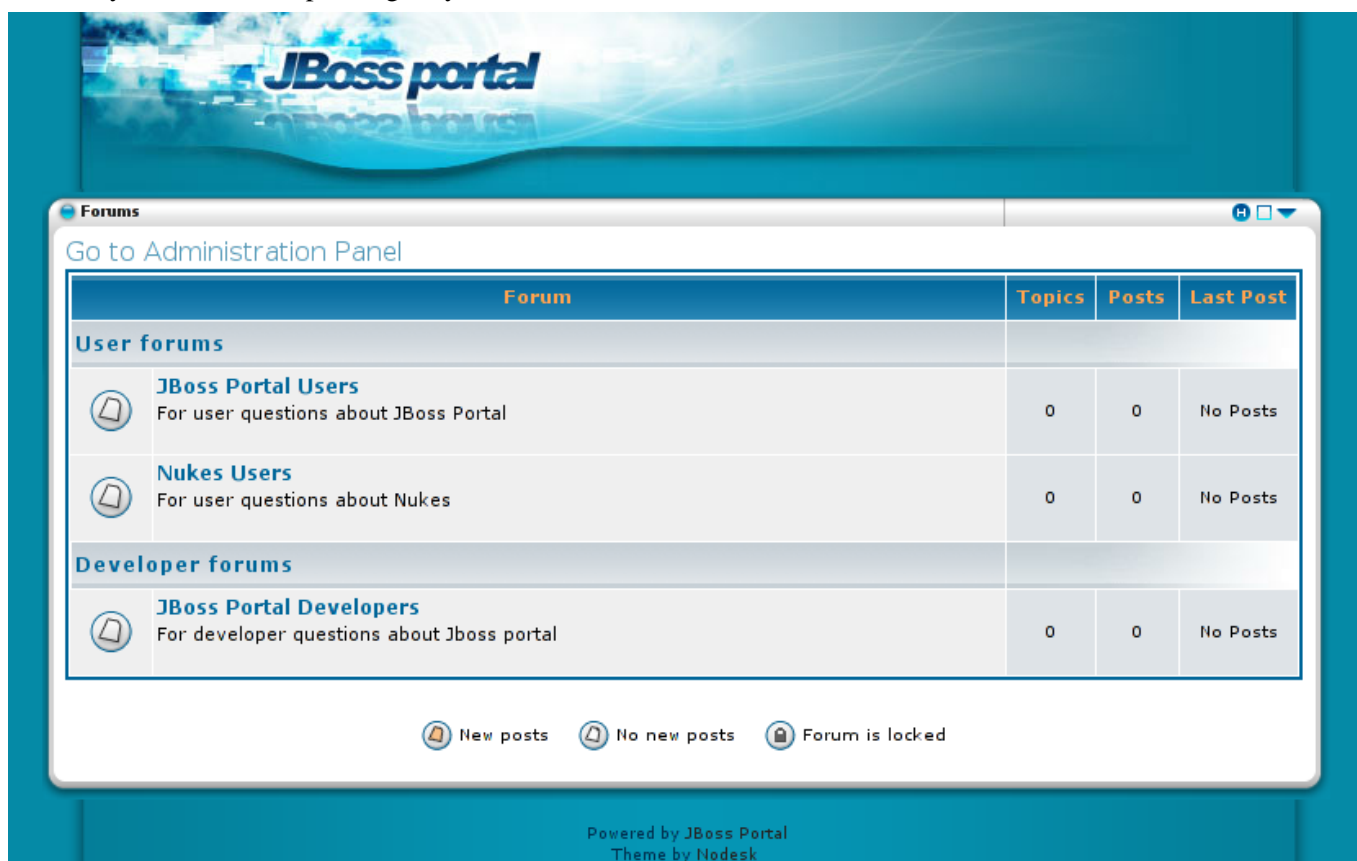 JBoss portal
Forums
Go to Administration Panel
Forum Topics Posts Last Post
User forums
JBoss Portal Users
For user questions about JBoss Portal
0 0 No Posts
Nukes Users
For user questions about Nukes
0 0 No Posts
Developer forums
JBoss Portal Developers
For developer questions about Jboss portal
0 0 No Posts
New posts No new posts Forum is locked
Powered by JBoss Portal
Theme by Nodesk